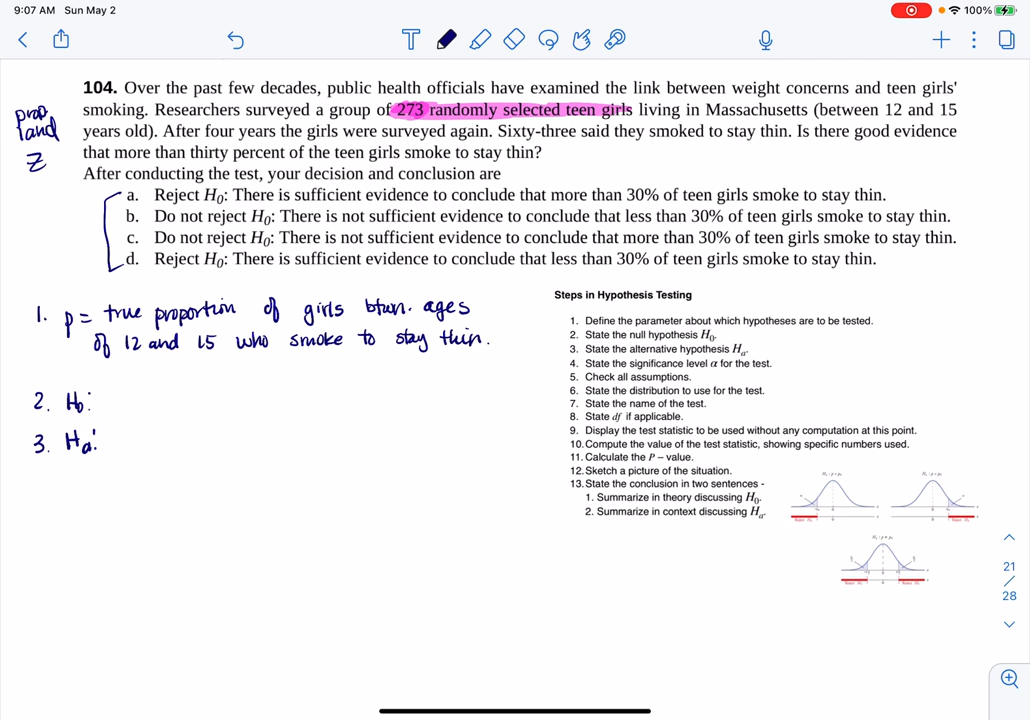 9:07 AM Sun May 2
100%
104. Over the past few decades, public health officials have examined the link between weight concerns and teen girls'
smoking. Researchers surveyed a group of 273 randomly selected teen girls living in Massachusetts (between 12 and 15
years old). After four years the girls were surveyed again. Sixty-three said they smoked to stay thin. Is there good evidence
that more than thirty percent of the teen girls smoke to stay thin?
After conducting the test, your decision and conclusion are
a. Reject H0: There is sufficient evidence to conclude that more than 30% of teen girls smoke to stay thin.
b. Do not reject H0: There is not sufficient evidence to conclude that less than 30% of teen girls smoke to stay thin.
c. Do not reject H0: There is not sufficient evidence to conclude that more than 30% of teen girls smoke to stay thin.
d. Reject H0: There is sufficient evidence to conclude that less than 30% of teen girls smoke to stay thin.
prop
Z
1. p = true proportion of girls btwn. ages
of 12 and 15 who smoke to stay thin.
2. H0:
3. Ha:
Steps in Hypothesis Testing
1. Define the parameter about which hypotheses are to be tested.
2. State the null hypothesis H0.
3. State the alternative hypothesis Ha.
4. State the significance level α for the test.
5. Check all assumptions.
6. State the distribution to use for the test.
7. State the name of the test.
8. State df if applicable.
9. Display the test statistic to be used without any computation at this point.
10. Compute the value of the test statistic, showing specific numbers used.
11. Calculate the P – value.
12. Sketch a picture of the situation.
13. State the conclusion in two sentences -
1. Summarize in theory discussing H0.
2. Summarize in context discussing Ha.
21
/
28